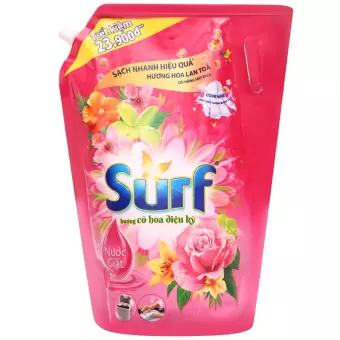 Tiết kiệm
23.900đ**
SẠCH NHANH HIỆU QUẢ
HƯƠNG HOA LAN TOẢ
Surf
hương cỏ hoa diệu kỳ
Nước
Giặt